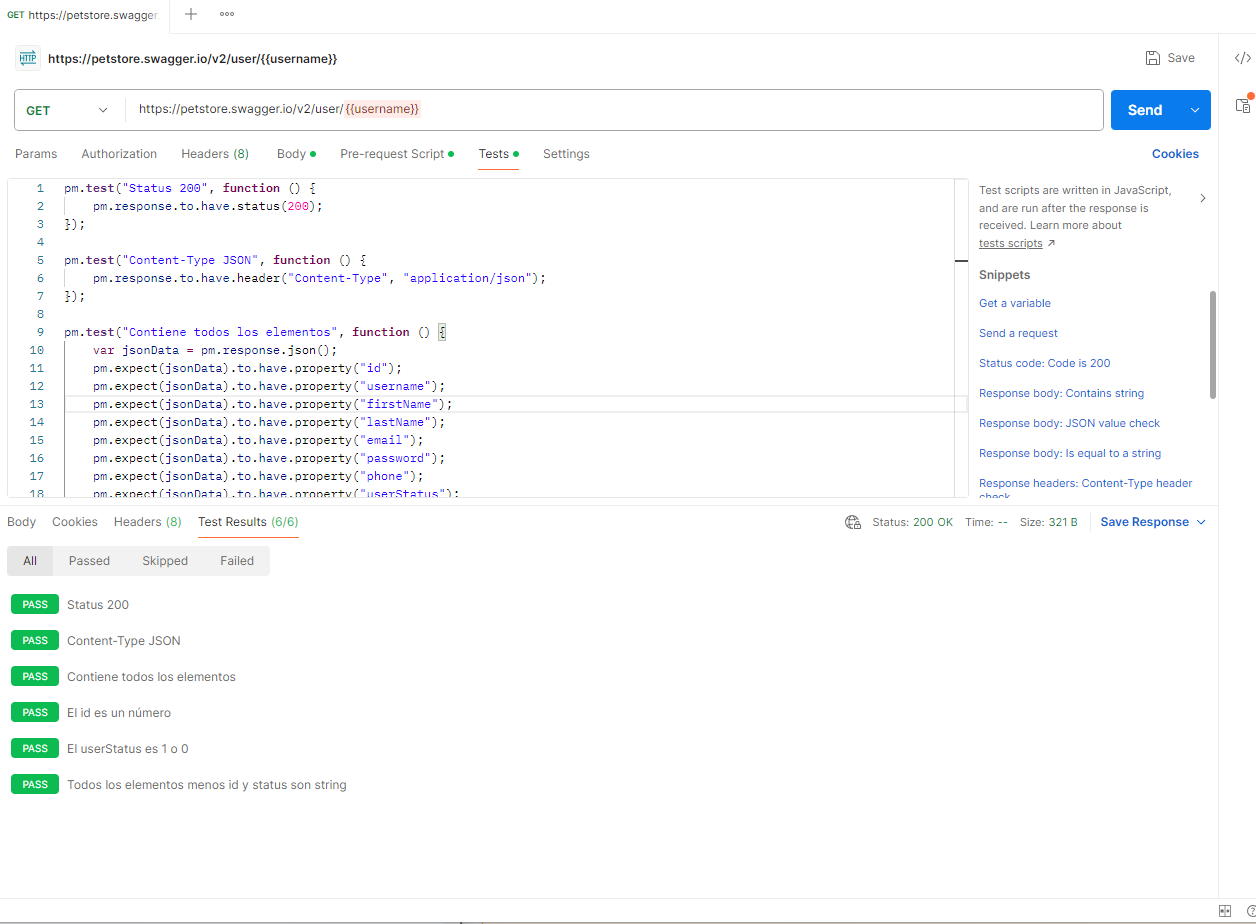 GET https://petstore.swagger
HTTP https://petstore.swagger.io/v2/user/{{username}} Save
GET https://petstore.swagger.io/v2/user/{{username}} Send
Params Authorization Headers (8) Body Pre-request Script Tests Settings Cookies
1 pm.test("Status 200", function () {
2 pm.response.to.have.status(200);
3 });
4
5 pm.test("Content-Type JSON", function () {
6 pm.response.to.have.header("Content-Type", "application/json");
7 });
8
9 pm.test("Contiene todos los elementos", function () {
10 var jsonData = pm.response.json();
11 pm.expect(jsonData).to.have.property("id");
12 pm.expect(jsonData).to.have.property("username");
13 pm.expect(jsonData).to.have.property("firstName");
14 pm.expect(jsonData).to.have.property("lastName");
15 pm.expect(jsonData).to.have.property("email");
16 pm.expect(jsonData).to.have.property("password");
17 pm.expect(jsonData).to.have.property("phone");
18 pm.expect(jsonData).to.have.property("userStatus");
Test scripts are written in JavaScript,
and are run after the response is
received. Learn more about
tests scripts
Snippets
Get a variable
Send a request
Status code: Code is 200
Response body: Contains string
Response body: JSON value check
Response body: Is equal to a string
Response headers: Content-Type header
check
Body Cookies Headers (8) Test Results (6/6) Status: 200 OK Time: -- Size: 321 B Save Response
All Passed Skipped Failed
PASS Status 200
PASS Content-Type JSON
PASS Contiene todos los elementos
PASS El id es un número
PASS El userStatus es 1 o 0
PASS Todos los elementos menos id y status son string